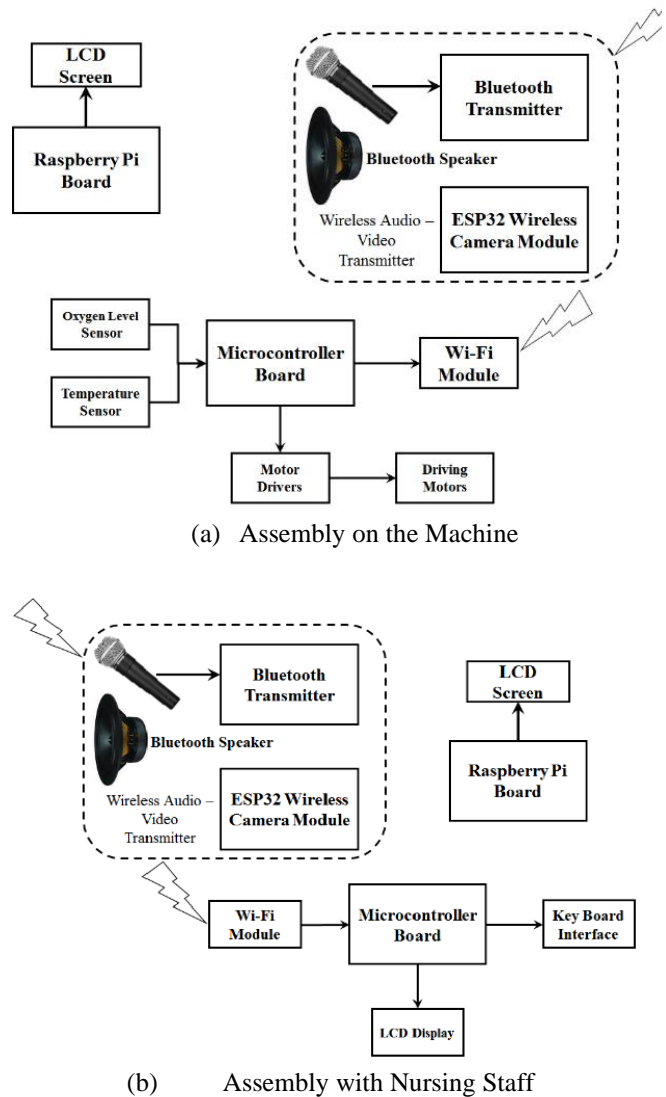 LCD
Screen
Raspberry Pi
Board
Bluetooth
Transmitter
Bluetooth Speaker
Wireless Audio –
Video
Transmitter
ESP32 Wireless
Camera Module
Oxygen Level
Sensor
Temperature
Sensor
Microcontroller
Board
Wi-Fi
Module
Motor
Drivers
Driving
Motors
(a) Assembly on the Machine
Bluetooth
Transmitter
Bluetooth Speaker
Wireless Audio –
Video
Transmitter
ESP32 Wireless
Camera Module
LCD
Screen
Raspberry Pi
Board
Wi-Fi
Module
Microcontroller
Board
Key Board
Interface
LCD Display
(b) Assembly with Nursing Staff